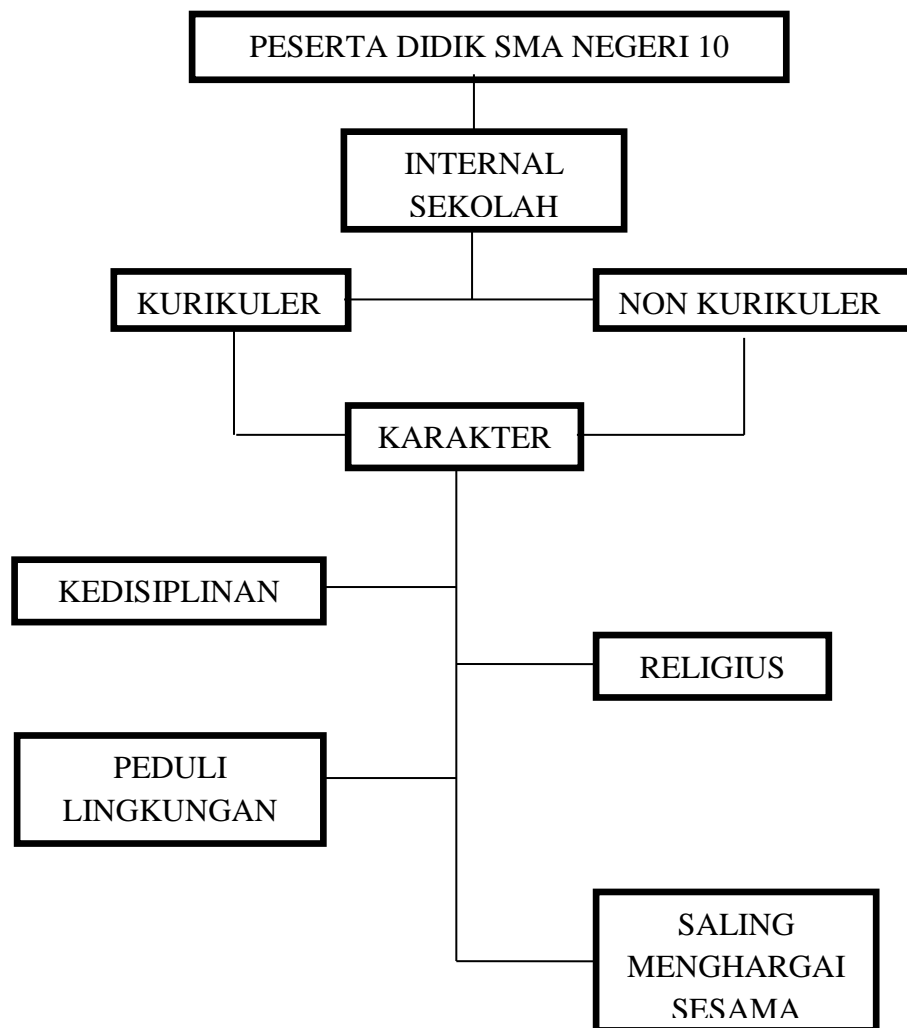 PESERTA DIDIK SMA NEGERI 10
INTERNAL
SEKOLAH
KURIKULER
NON KURIKULER
KARAKTER
KEDISIPLINAN
RELIGIUS
PEDULI
LINGKUNGAN
SALING
MENGHARGAI
SESAMA